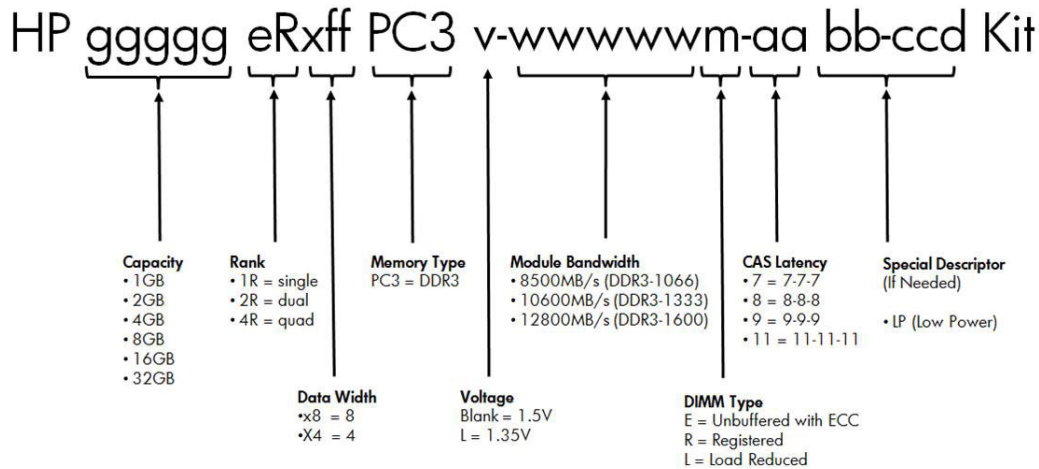 HP ggggg eRxff PC3 v-wwwwwm-aa bb-ccd Kit
Capacity
• 1GB
• 2GB
• 4GB
• 8GB
• 16GB
• 32GB
Rank
• 1R = single
• 2R = dual
• 4R = quad
Memory Type
PC3 = DDR3
Module Bandwidth
• 8500MB/s (DDR3-1066)
• 10600MB/s (DDR3-1333)
• 12800MB/s (DDR3-1600)
CAS Latency
• 7 = 7-7-7
• 8 = 8-8-8
• 9 = 9-9-9
• 11 = 11-11-11
Special Descriptor
(If Needed)
• LP (Low Power)
Data Width
•x8 = 8
•X4 = 4
Voltage
Blank = 1.5V
L = 1.35V
DIMM Type
E = Unbuffered with ECC
R = Registered
L = Load Reduced